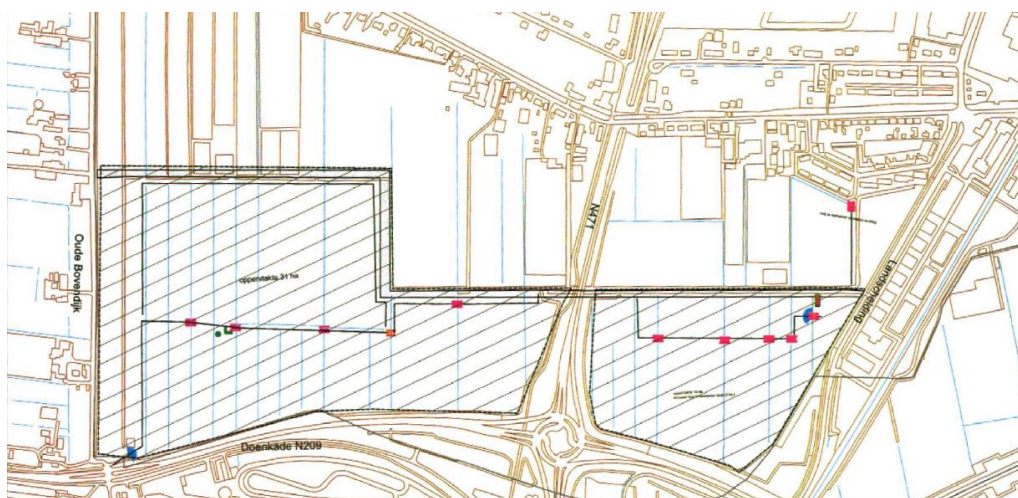 N471
Oude Bovendijk
oppervlakte 31 ha
Landscheiding
Doenkade N209